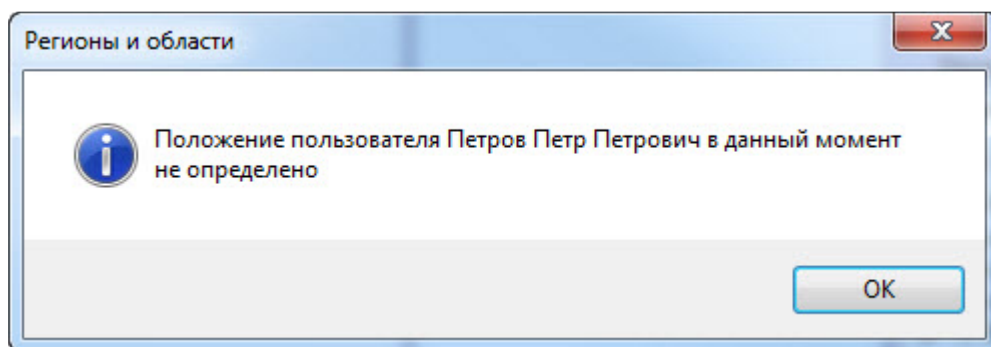 Регионы и области
Положение пользователя Петров Петр Петрович в данный момент
не определено
OK